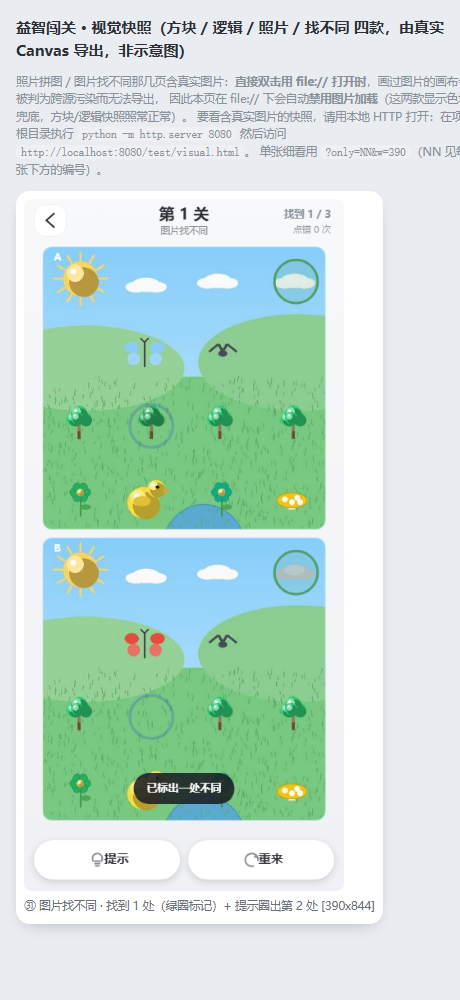 益智闯关 · 视觉快照（方块 / 逻辑 / 照片 / 找不同 四款，由真实
Canvas 导出，非示意图）
照片拼图 / 图片找不同那几页含真实图片：直接双击用 file:// 打开时，画过图片的画布
被判为跨源污染而无法导出， 因此本页在 file:// 下会自动禁用图片加载（这两款显示色
兜底，方块/逻辑快照照常正常）。 要看含真实图片的快照，请用本地 HTTP 打开：在项
根目录执行 python -m http.server 8080 然后访问
http://localhost:8080/test/visual.html 。 单张细看用 ?only=NN&w=390 （NN 见每
张下方的编号）。
第 1 关
图片找不同
找到 1 / 3
点错 0 次
A
B
已标出一处不同
提示
重来
㉛ 图片找不同 · 找到 1 处（绿圈标记）+ 提示圈出第 2 处 [390x844]